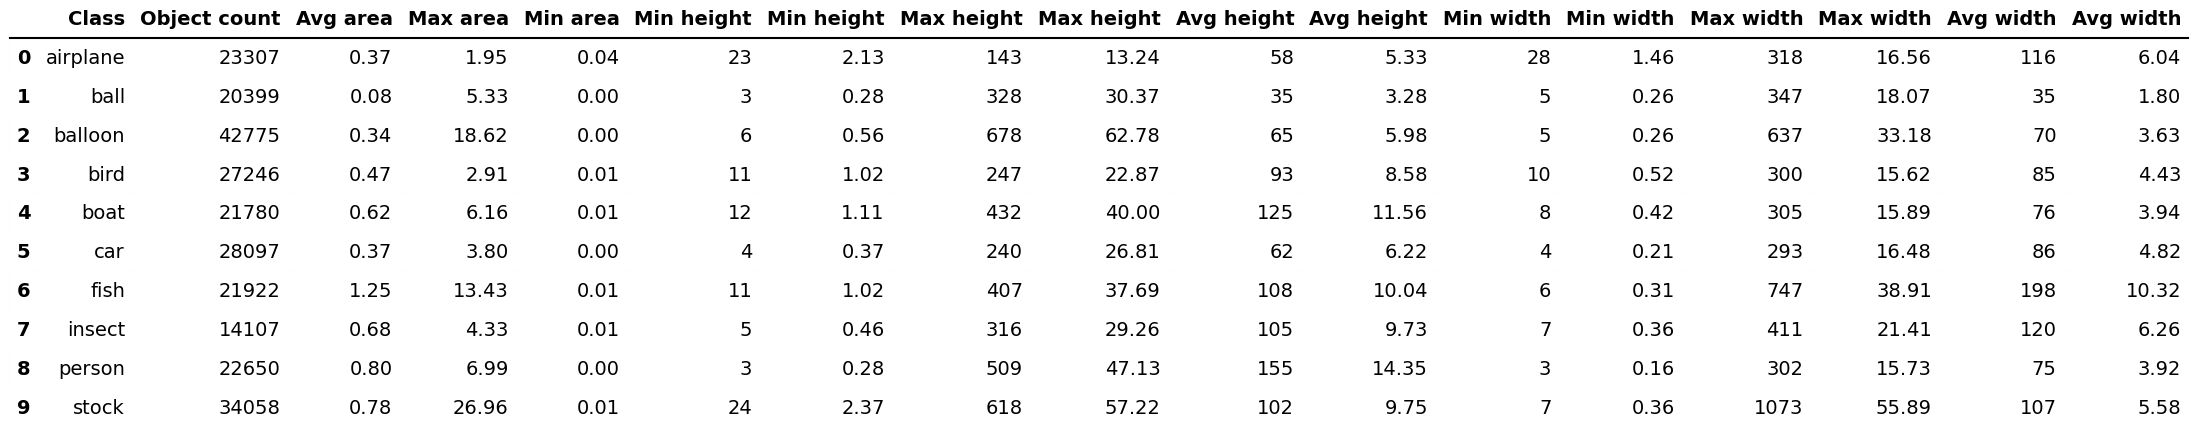 Class Object count Avg area Max area Min area Min height Min height Max height Max height Avg height Avg height Min width Min width Max width Max width Avg width Avg width
0 airplane 23307 0.37 1.95 0.04 23 2.13 143 13.24 58 5.33 28 1.46 318 16.56 116 6.04
1 ball 20399 0.08 5.33 0.00 3 0.28 328 30.37 35 3.28 5 0.26 347 18.07 35 1.80
2 balloon 42775 0.34 18.62 0.00 6 0.56 678 62.78 65 5.98 5 0.26 637 33.18 70 3.63
3 bird 27246 0.47 2.91 0.01 11 1.02 247 22.87 93 8.58 10 0.52 300 15.62 85 4.43
4 boat 21780 0.62 6.16 0.01 12 1.11 432 40.00 125 11.56 8 0.42 305 15.89 76 3.94
5 car 28097 0.37 3.80 0.00 4 0.37 240 26.81 62 6.22 4 0.21 293 16.48 86 4.82
6 fish 21922 1.25 13.43 0.01 11 1.02 407 37.69 108 10.04 6 0.31 747 38.91 198 10.32
7 insect 14107 0.68 4.33 0.01 5 0.46 316 29.26 105 9.73 7 0.36 411 21.41 120 6.26
8 person 22650 0.80 6.99 0.00 3 0.28 509 47.13 155 14.35 3 0.16 302 15.73 75 3.92
9 stock 34058 0.78 26.96 0.01 24 2.37 618 57.22 102 9.75 7 0.36 1073 55.89 107 5.58